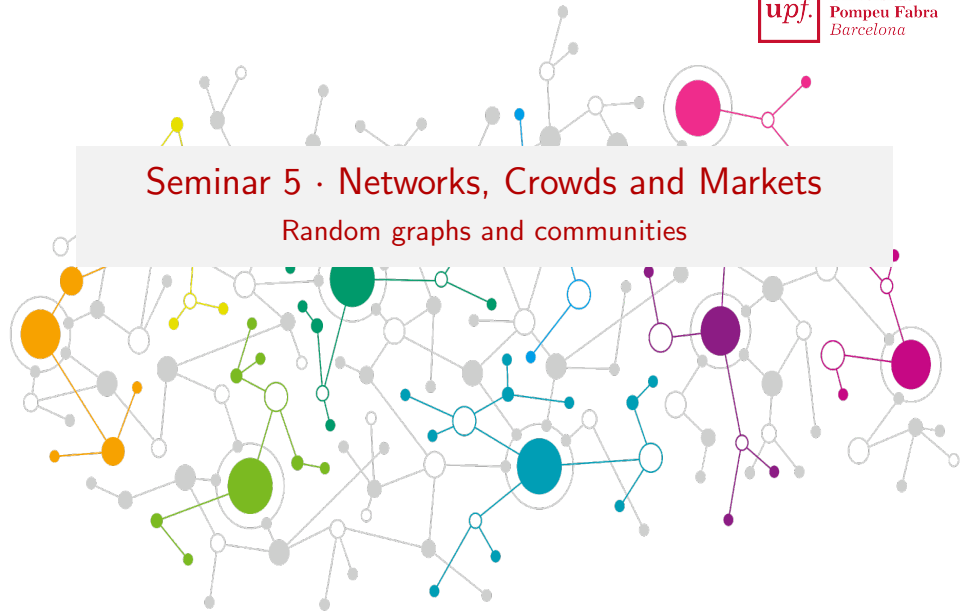 upf.
Pompeu Fabra
Barcelona
Seminar 5 · Networks, Crowds and Markets
Random graphs and communities